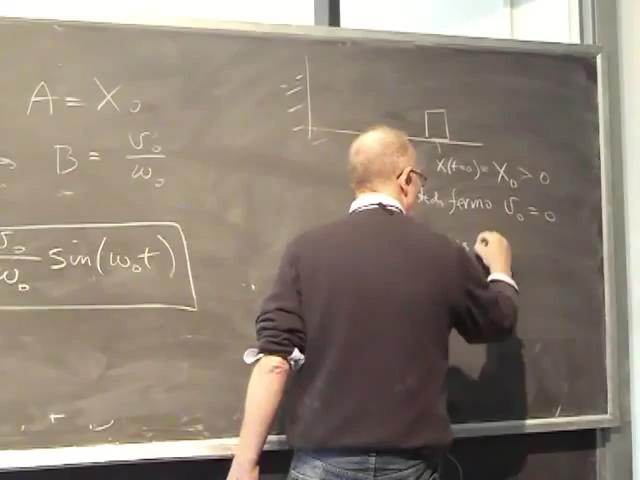 A = X₀
B = v₀/ω₀
v₀/ω₀ sin(ω₀t)
X(t=0) = X₀ > 0
fermo v₀ = 0